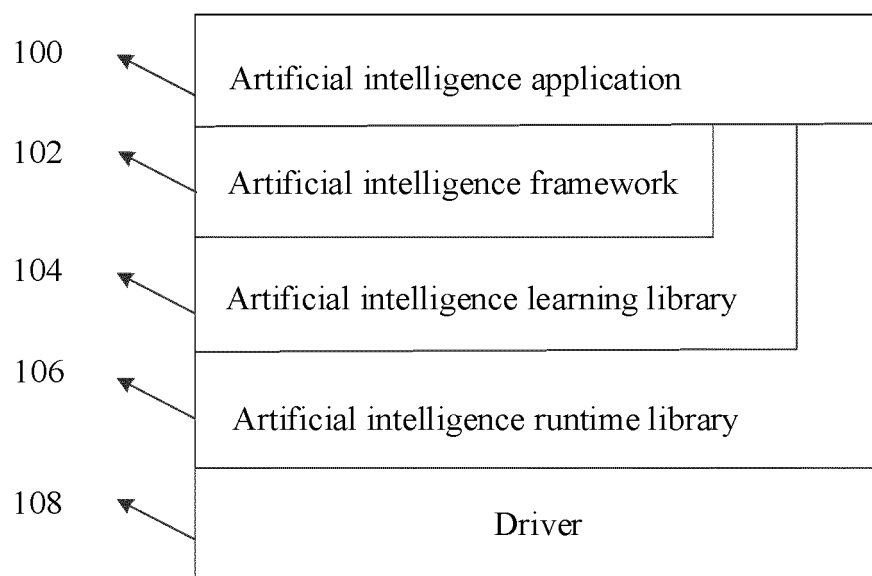 100
Artificial intelligence application
102
Artificial intelligence framework
104
Artificial intelligence learning library
106
Artificial intelligence runtime library
108
Driver